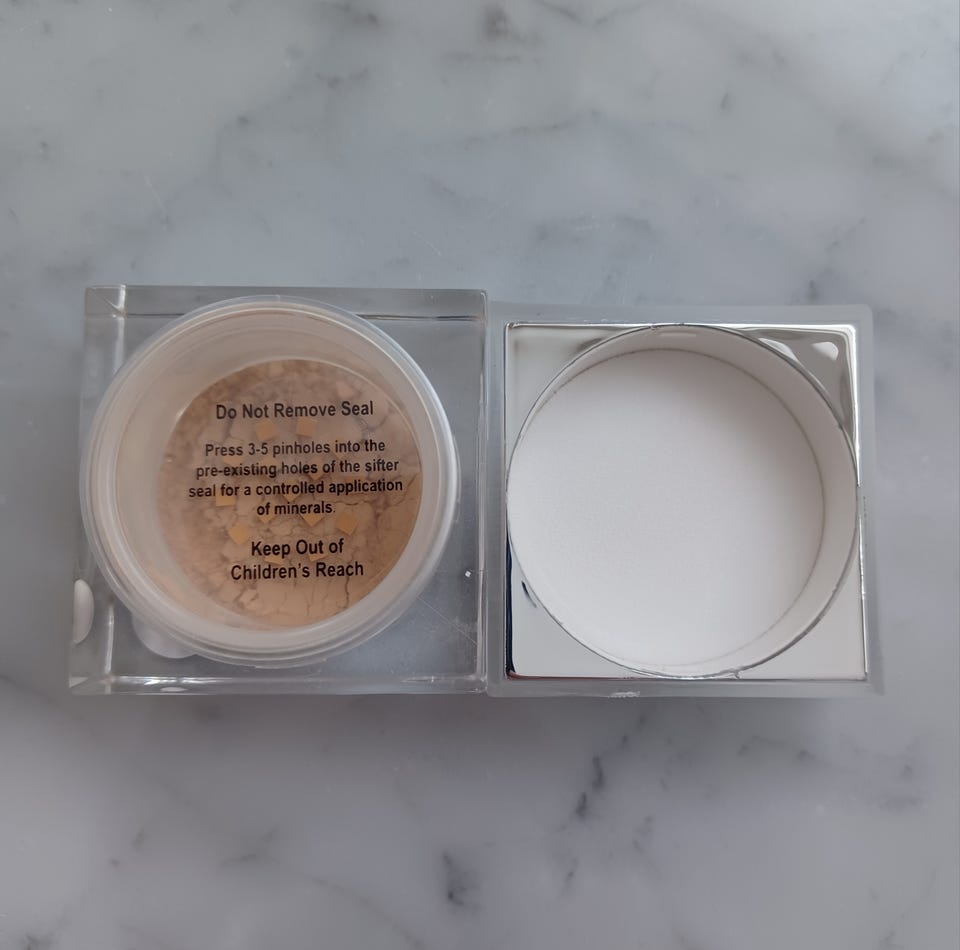 Do Not Remove Seal
Press 3-5 pinholes into the
pre-existing holes of the sifter
seal for a controlled application
of minerals.
Keep Out of
Children's Reach